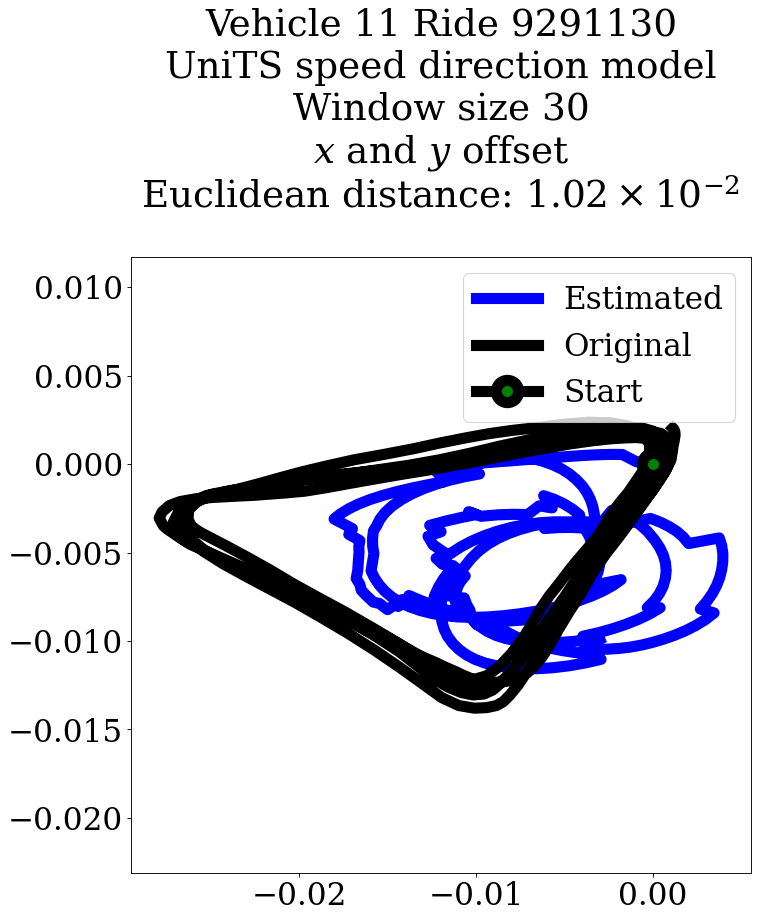 Vehicle 11 Ride 9291130
UniTS speed direction model
Window size 30
x and y offset
Euclidean distance: 1.02 × 10⁻²
Estimated
Original
Start
0.010
0.005
0.000
−0.005
−0.010
−0.015
−0.020
−0.02
−0.01
0.00